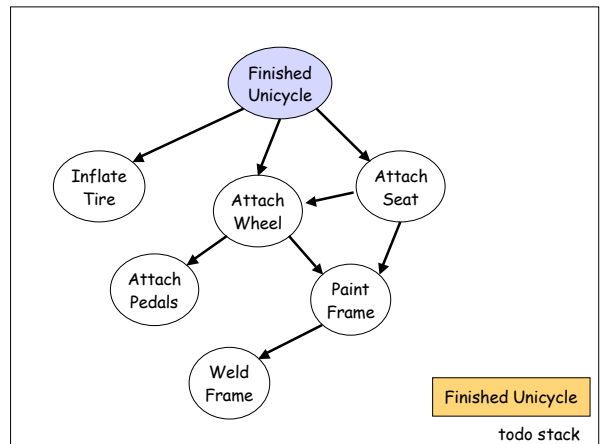 Finished
Unicycle
Inflate
Tire
Attach
Wheel
Attach
Seat
Attach
Pedals
Paint
Frame
Weld
Frame
Finished Unicycle
todo stack